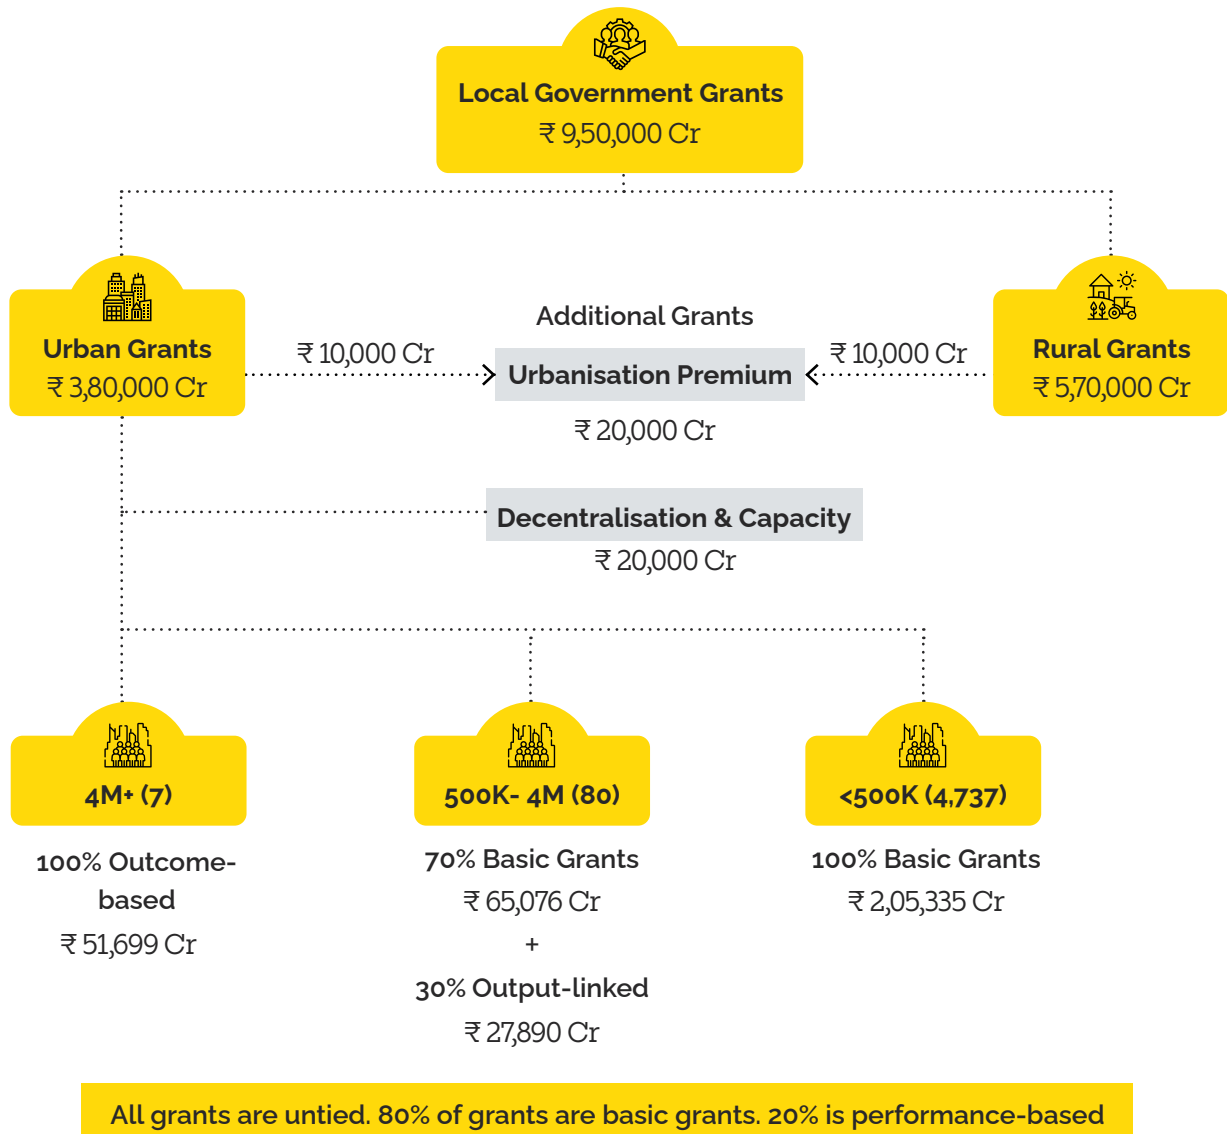 Local Government Grants
₹ 9,50,000 Cr
Urban Grants
₹ 3,80,000 Cr
₹ 10,000 Cr
Additional Grants
Urbanisation Premium
₹ 20,000 Cr
₹ 10,000 Cr
Rural Grants
₹ 5,70,000 Cr
Decentralisation & Capacity
₹ 20,000 Cr
4M+ (7)
100% Outcome-
based
₹ 51,699 Cr
500K- 4M (80)
70% Basic Grants
₹ 65,076 Cr
+
30% Output-linked
₹ 27,890 Cr
<500K (4,737)
100% Basic Grants
₹ 2,05,335 Cr
All grants are untied. 80% of grants are basic grants. 20% is performance-based